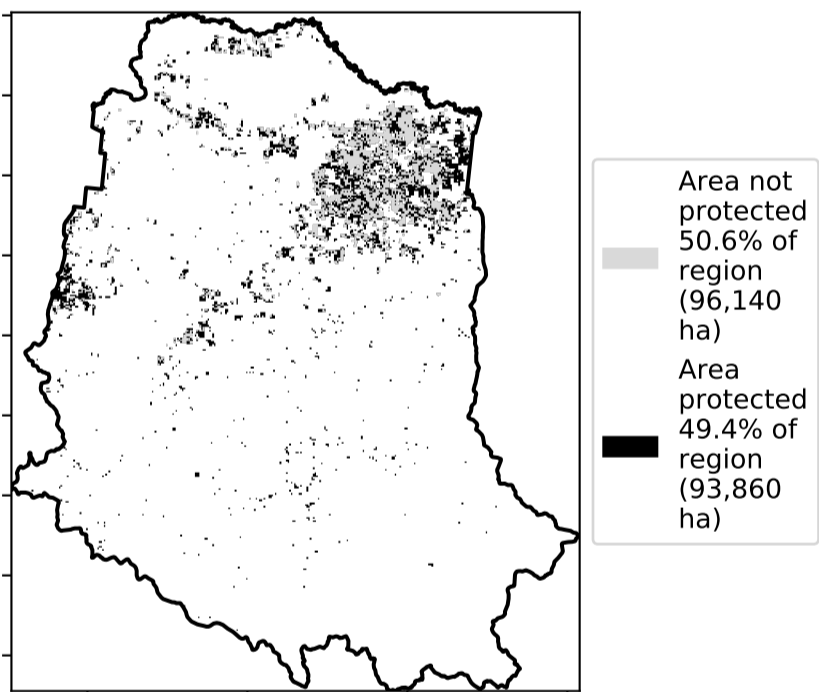 Area not
protected
50.6% of
region
(96,140
ha)
Area
protected
49.4% of
region
(93,860
ha)